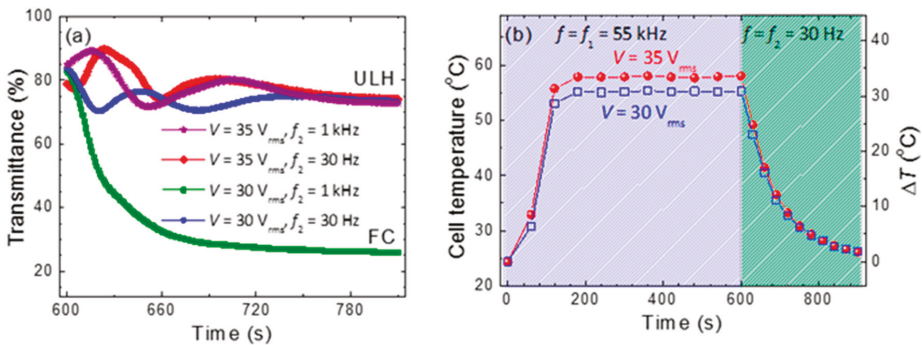 (a)
Transmittance (%)
100
80
60
40
20
ULH
V = 35 Vrms, f2 = 1 kHz
V = 35 Vrms, f2 = 30 Hz
V = 30 Vrms, f2 = 1 kHz
V = 30 Vrms, f2 = 30 Hz
FC
600 660 720 780
Time (s)
(b)
f = f1 = 55 kHz
f = f2 = 30 Hz
V = 35 Vrms
V = 30 Vrms
Cell temperature (°C)
70
60
50
40
30
20
0 200 400 600 800
Time (s)
40
30
20
10
0
ΔT (°C)